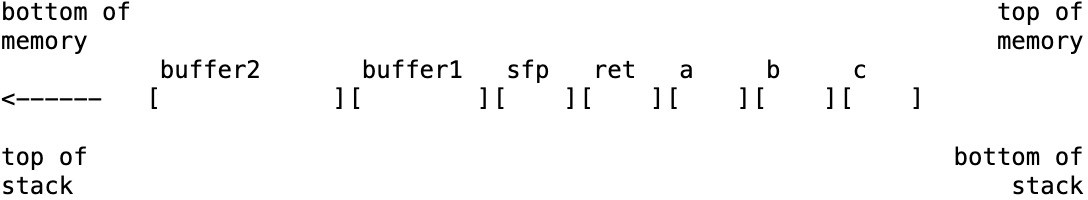 bottom of                                                            top of
memory                                                               memory
           buffer2       buffer1   sfp   ret   a     b     c
<------   [            ][          ][    ][    ][    ][    ][    ]
top of                                                            bottom of
stack                                                                 stack